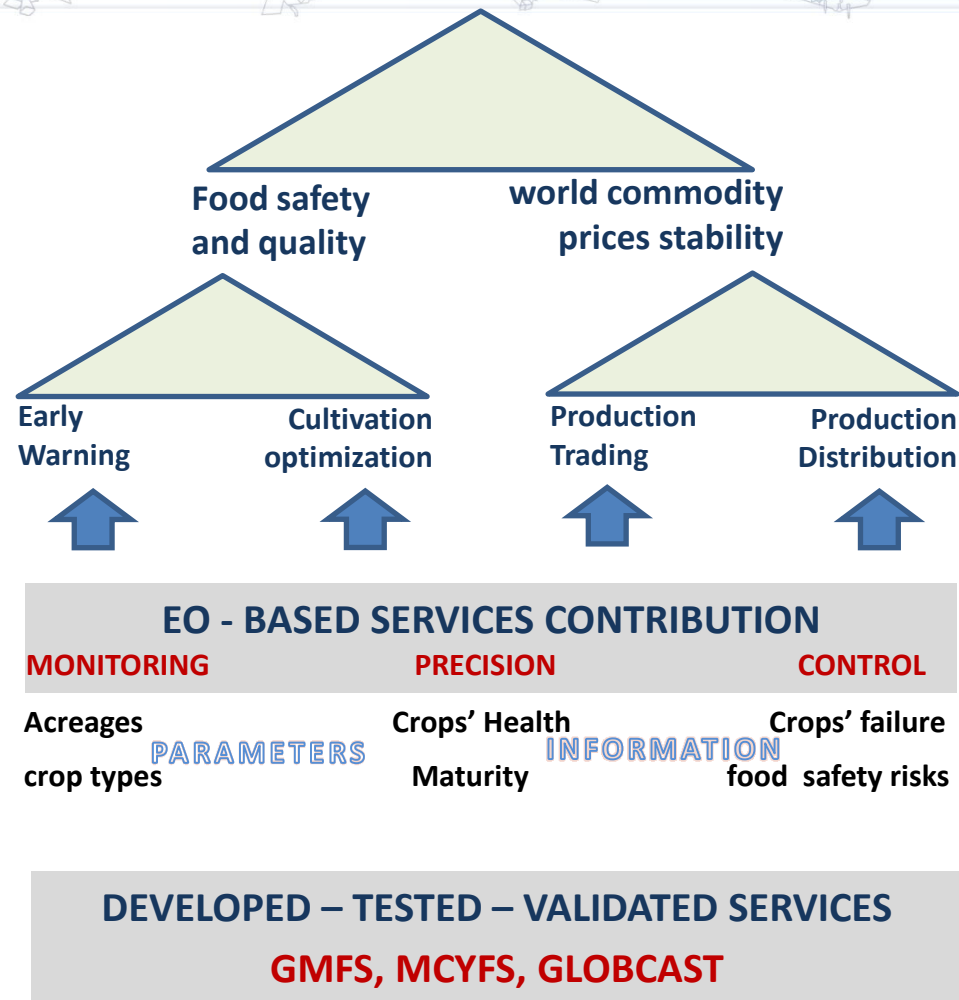 Food safety
and quality
world commodity
prices stability
Early
Warning
Cultivation
optimization
Production
Trading
Production
Distribution
EO - BASED SERVICES CONTRIBUTION
MONITORING PRECISION CONTROL
Acreages Crops' Health Crops' failure
PARAMETERS INFORMATION
crop types Maturity food safety risks
DEVELOPED – TESTED – VALIDATED SERVICES
GMFS, MCYFS, GLOBCAST